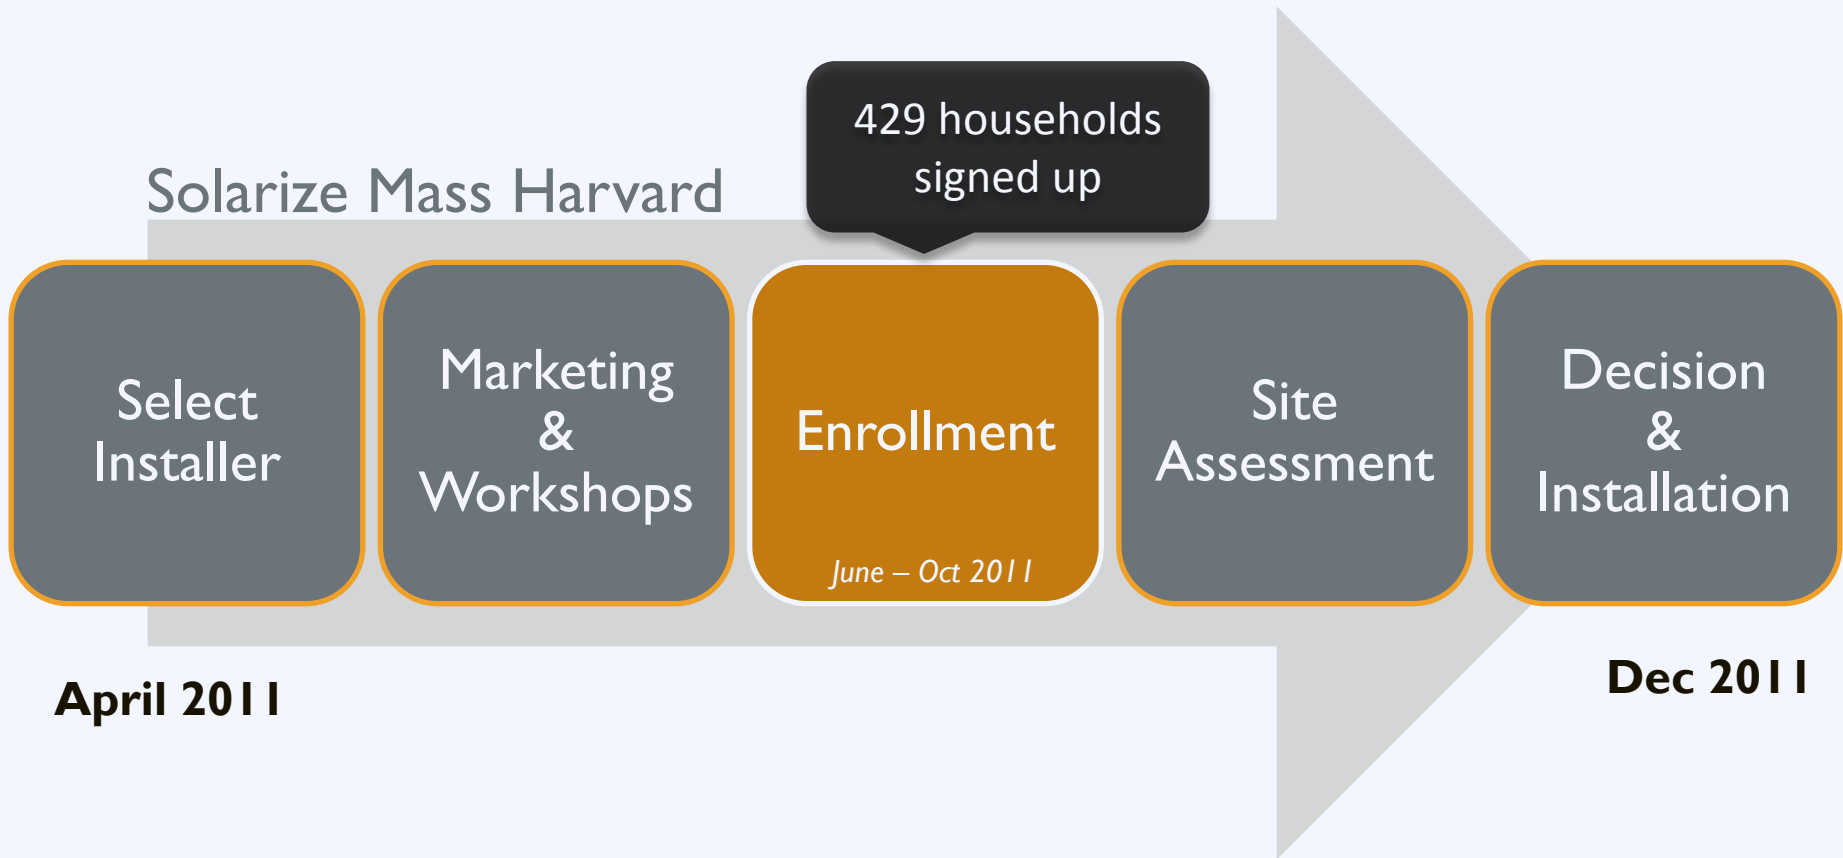 429 households
signed up
Solarize Mass Harvard
Select
Installer
Marketing
&
Workshops
Enrollment
June – Oct 2011
Site
Assessment
Decision
&
Installation
April 2011
Dec 2011